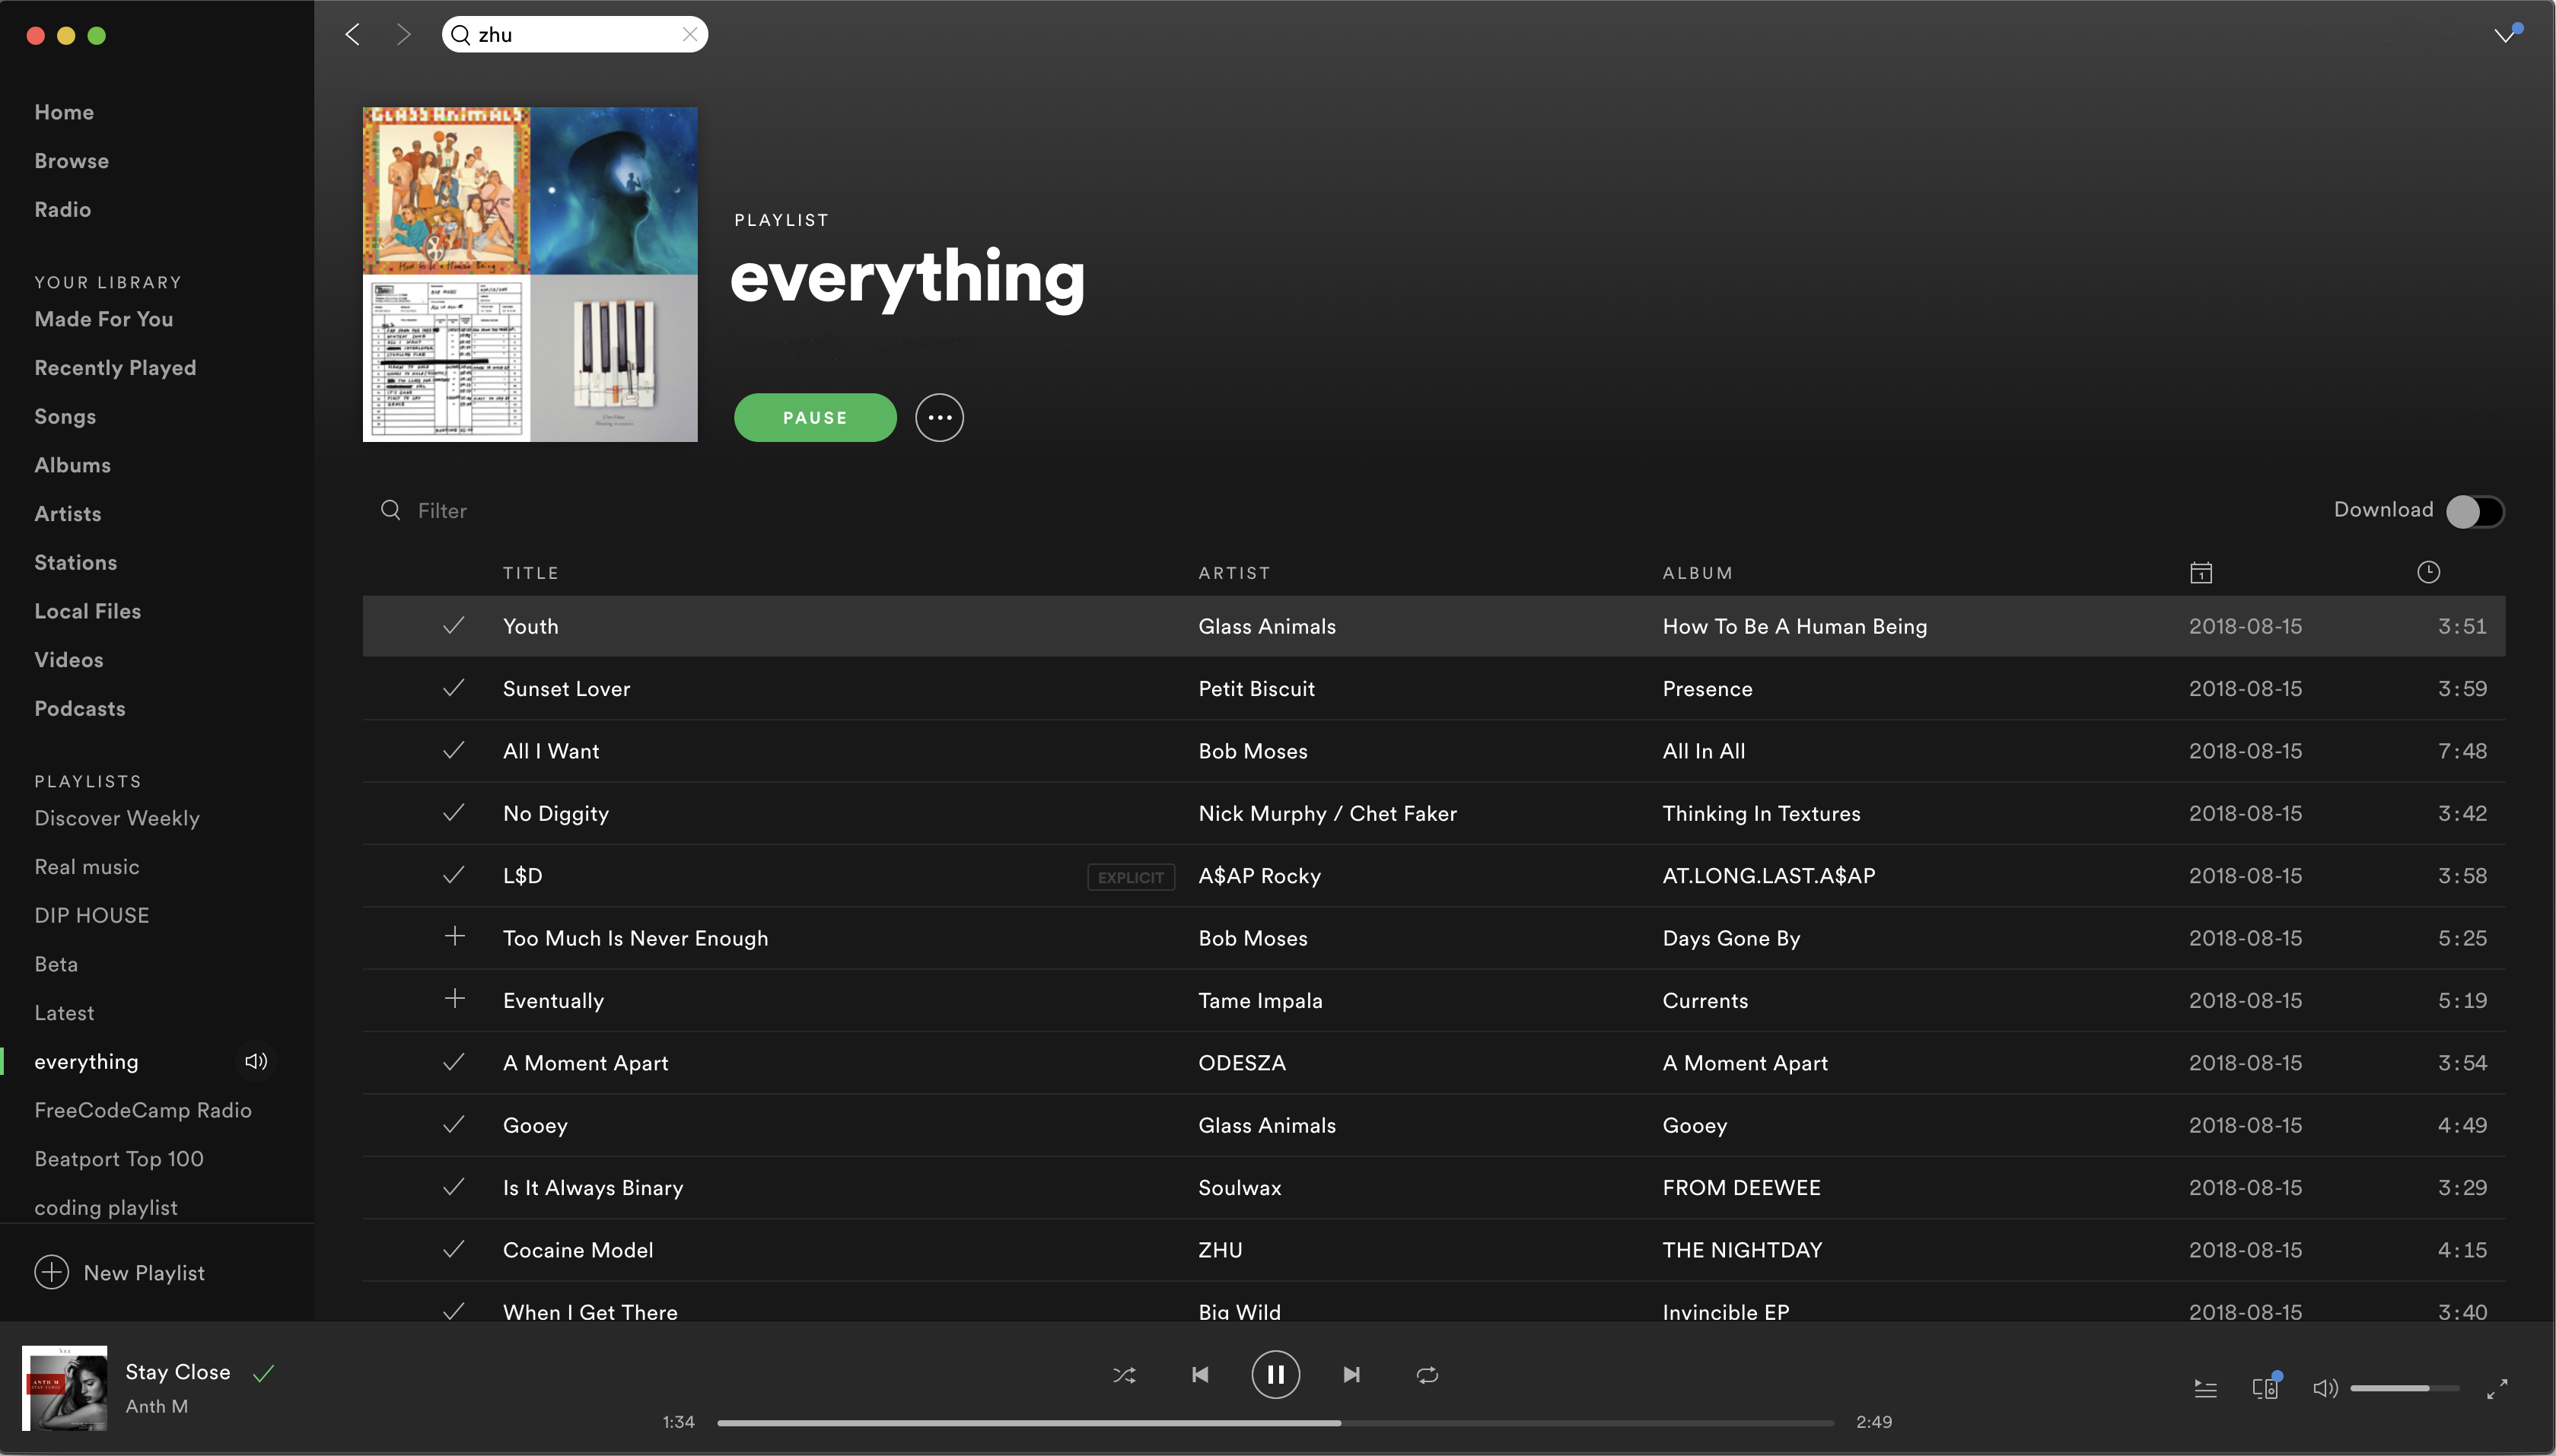 zhu
Home
Browse
Radio
YOUR LIBRARY
Made For You
Recently Played
Songs
Albums
Artists
Stations
Local Files
Videos
Podcasts
PLAYLISTS
Discover Weekly
Real music
DIP HOUSE
Beta
Latest
everything
FreeCodeCamp Radio
Beatport Top 100
coding playlist
New Playlist
GLASS ANIMALS
How to be a Human Being
PLAYLIST
everything
PAUSE
Filter
Download
TITLE ARTIST ALBUM
Youth Glass Animals How To Be A Human Being 2018-08-15 3:51
Sunset Lover Petit Biscuit Presence 2018-08-15 3:59
All I Want Bob Moses All In All 2018-08-15 7:48
No Diggity Nick Murphy / Chet Faker Thinking In Textures 2018-08-15 3:42
L$D EXPLICIT A$AP Rocky AT.LONG.LAST.A$AP 2018-08-15 3:58
Too Much Is Never Enough Bob Moses Days Gone By 2018-08-15 5:25
Eventually Tame Impala Currents 2018-08-15 5:19
A Moment Apart ODESZA A Moment Apart 2018-08-15 3:54
Gooey Glass Animals Gooey 2018-08-15 4:49
Is It Always Binary Soulwax FROM DEEWEE 2018-08-15 3:29
Cocaine Model ZHU THE NIGHTDAY 2018-08-15 4:15
When I Get There Big Wild Invincible EP 2018-08-15 3:40
ANTH M
STAY CLOSE
Stay Close
Anth M
1:34
2:49